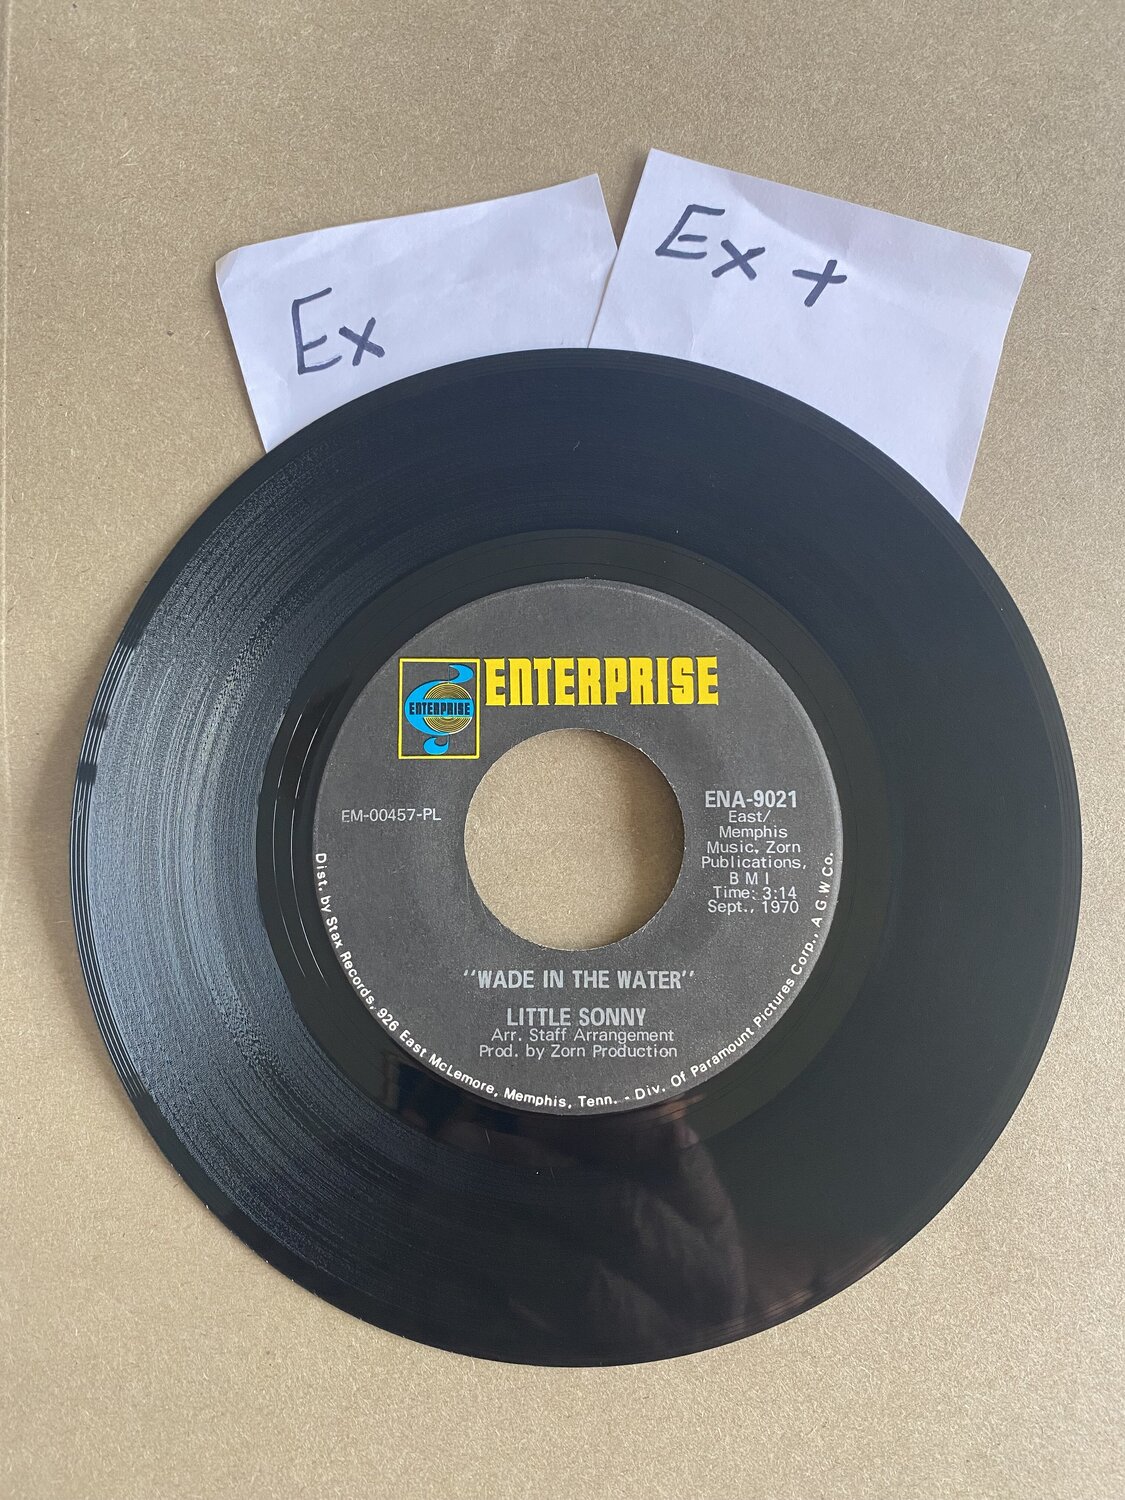 Ex
Ex +
ENTERPRISE
ENTERPRISE
EM-00457-PL
ENA-9021
East/
Memphis
Music, Zorn
Publications,
B M I
Time: 3:14
Sept., 1970
"WADE IN THE WATER"
LITTLE SONNY
Arr. Staff Arrangement
Prod. by Zorn Production
Dist. by Stax Records, 926 East McLemore, Memphis, Tenn. - Div. Of Paramount Pictures Corp., A G.W Co.